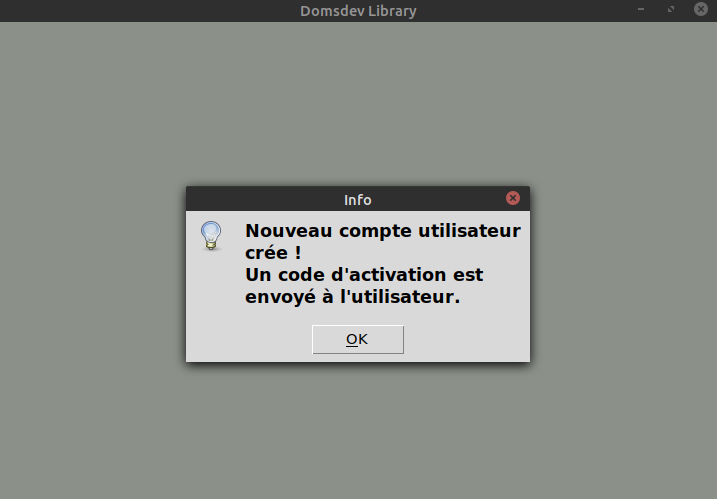 Domsdev Library
Info
Nouveau compte utilisateur
crée !
Un code d'activation est
envoyé à l'utilisateur.
OK